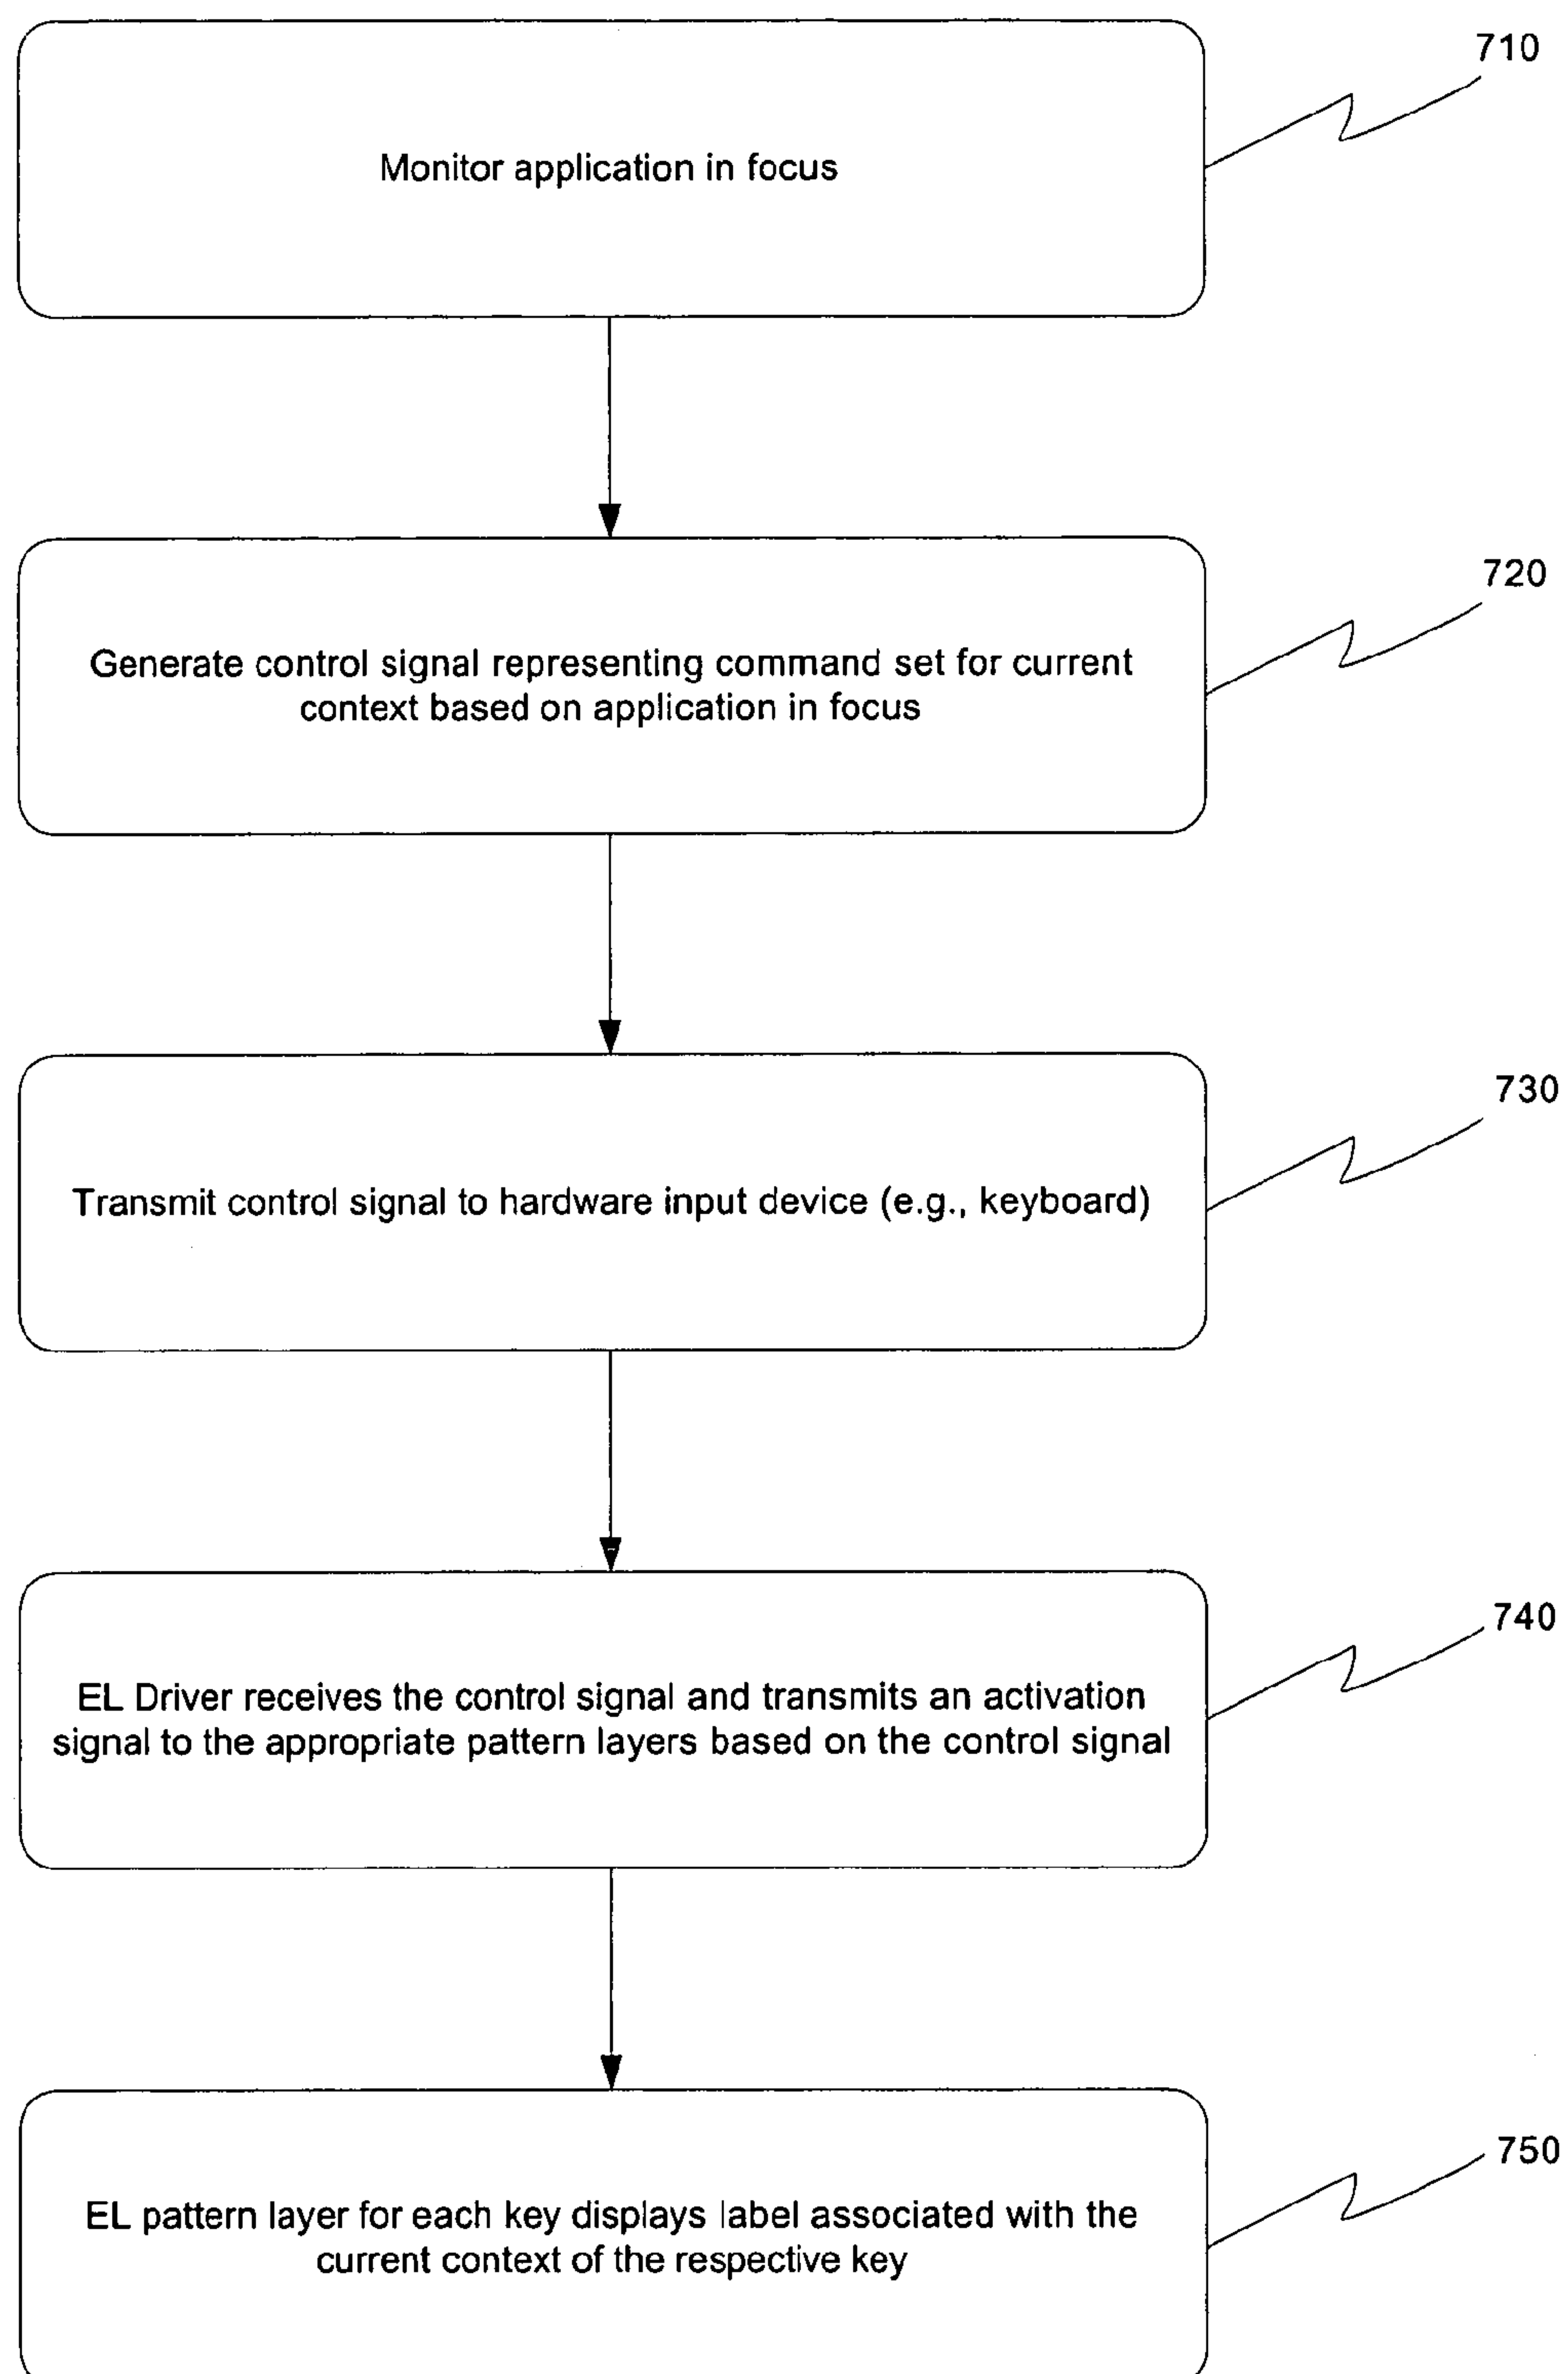 710
Monitor application in focus
720
Generate control signal representing command set for current
context based on application in focus
730
Transmit control signal to hardware input device (e.g., keyboard)
740
EL Driver receives the control signal and transmits an activation
signal to the appropriate pattern layers based on the control signal
750
EL pattern layer for each key displays label associated with the
current context of the respective key